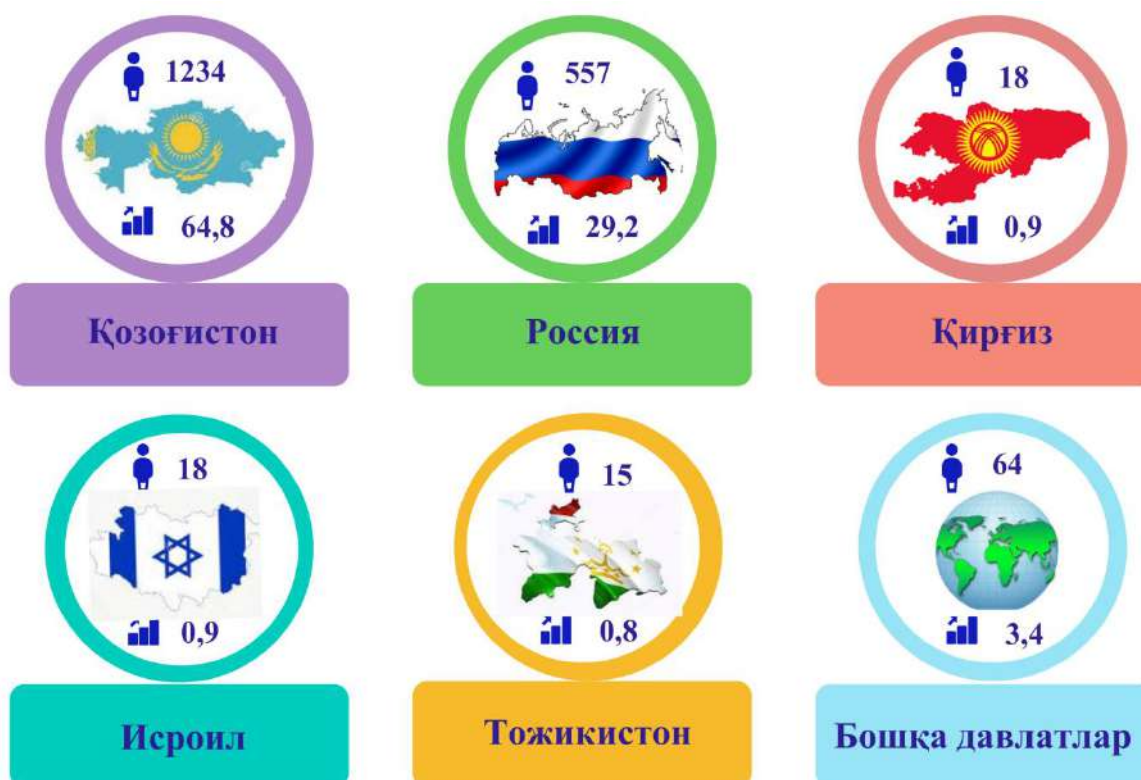 1234
64,8
Қозоғистон
557
29,2
Россия
18
0,9
Қирғиз
18
0,9
Исроил
15
0,8
Тожикистон
64
3,4
Бошқа давлатлар